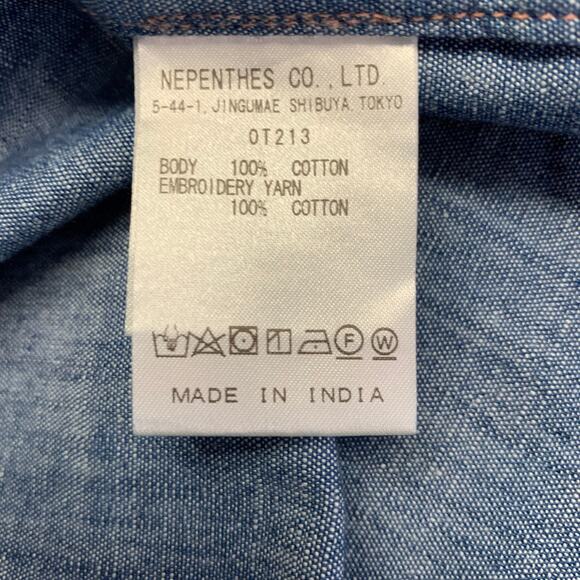 NEPENTHES CO., LTD.
5-44-1, JINGUMAE SHIBUYA, TOKYO
OT213
BODY 100% COTTON
EMBROIDERY YARN
100% COTTON
F W
MADE IN INDIA